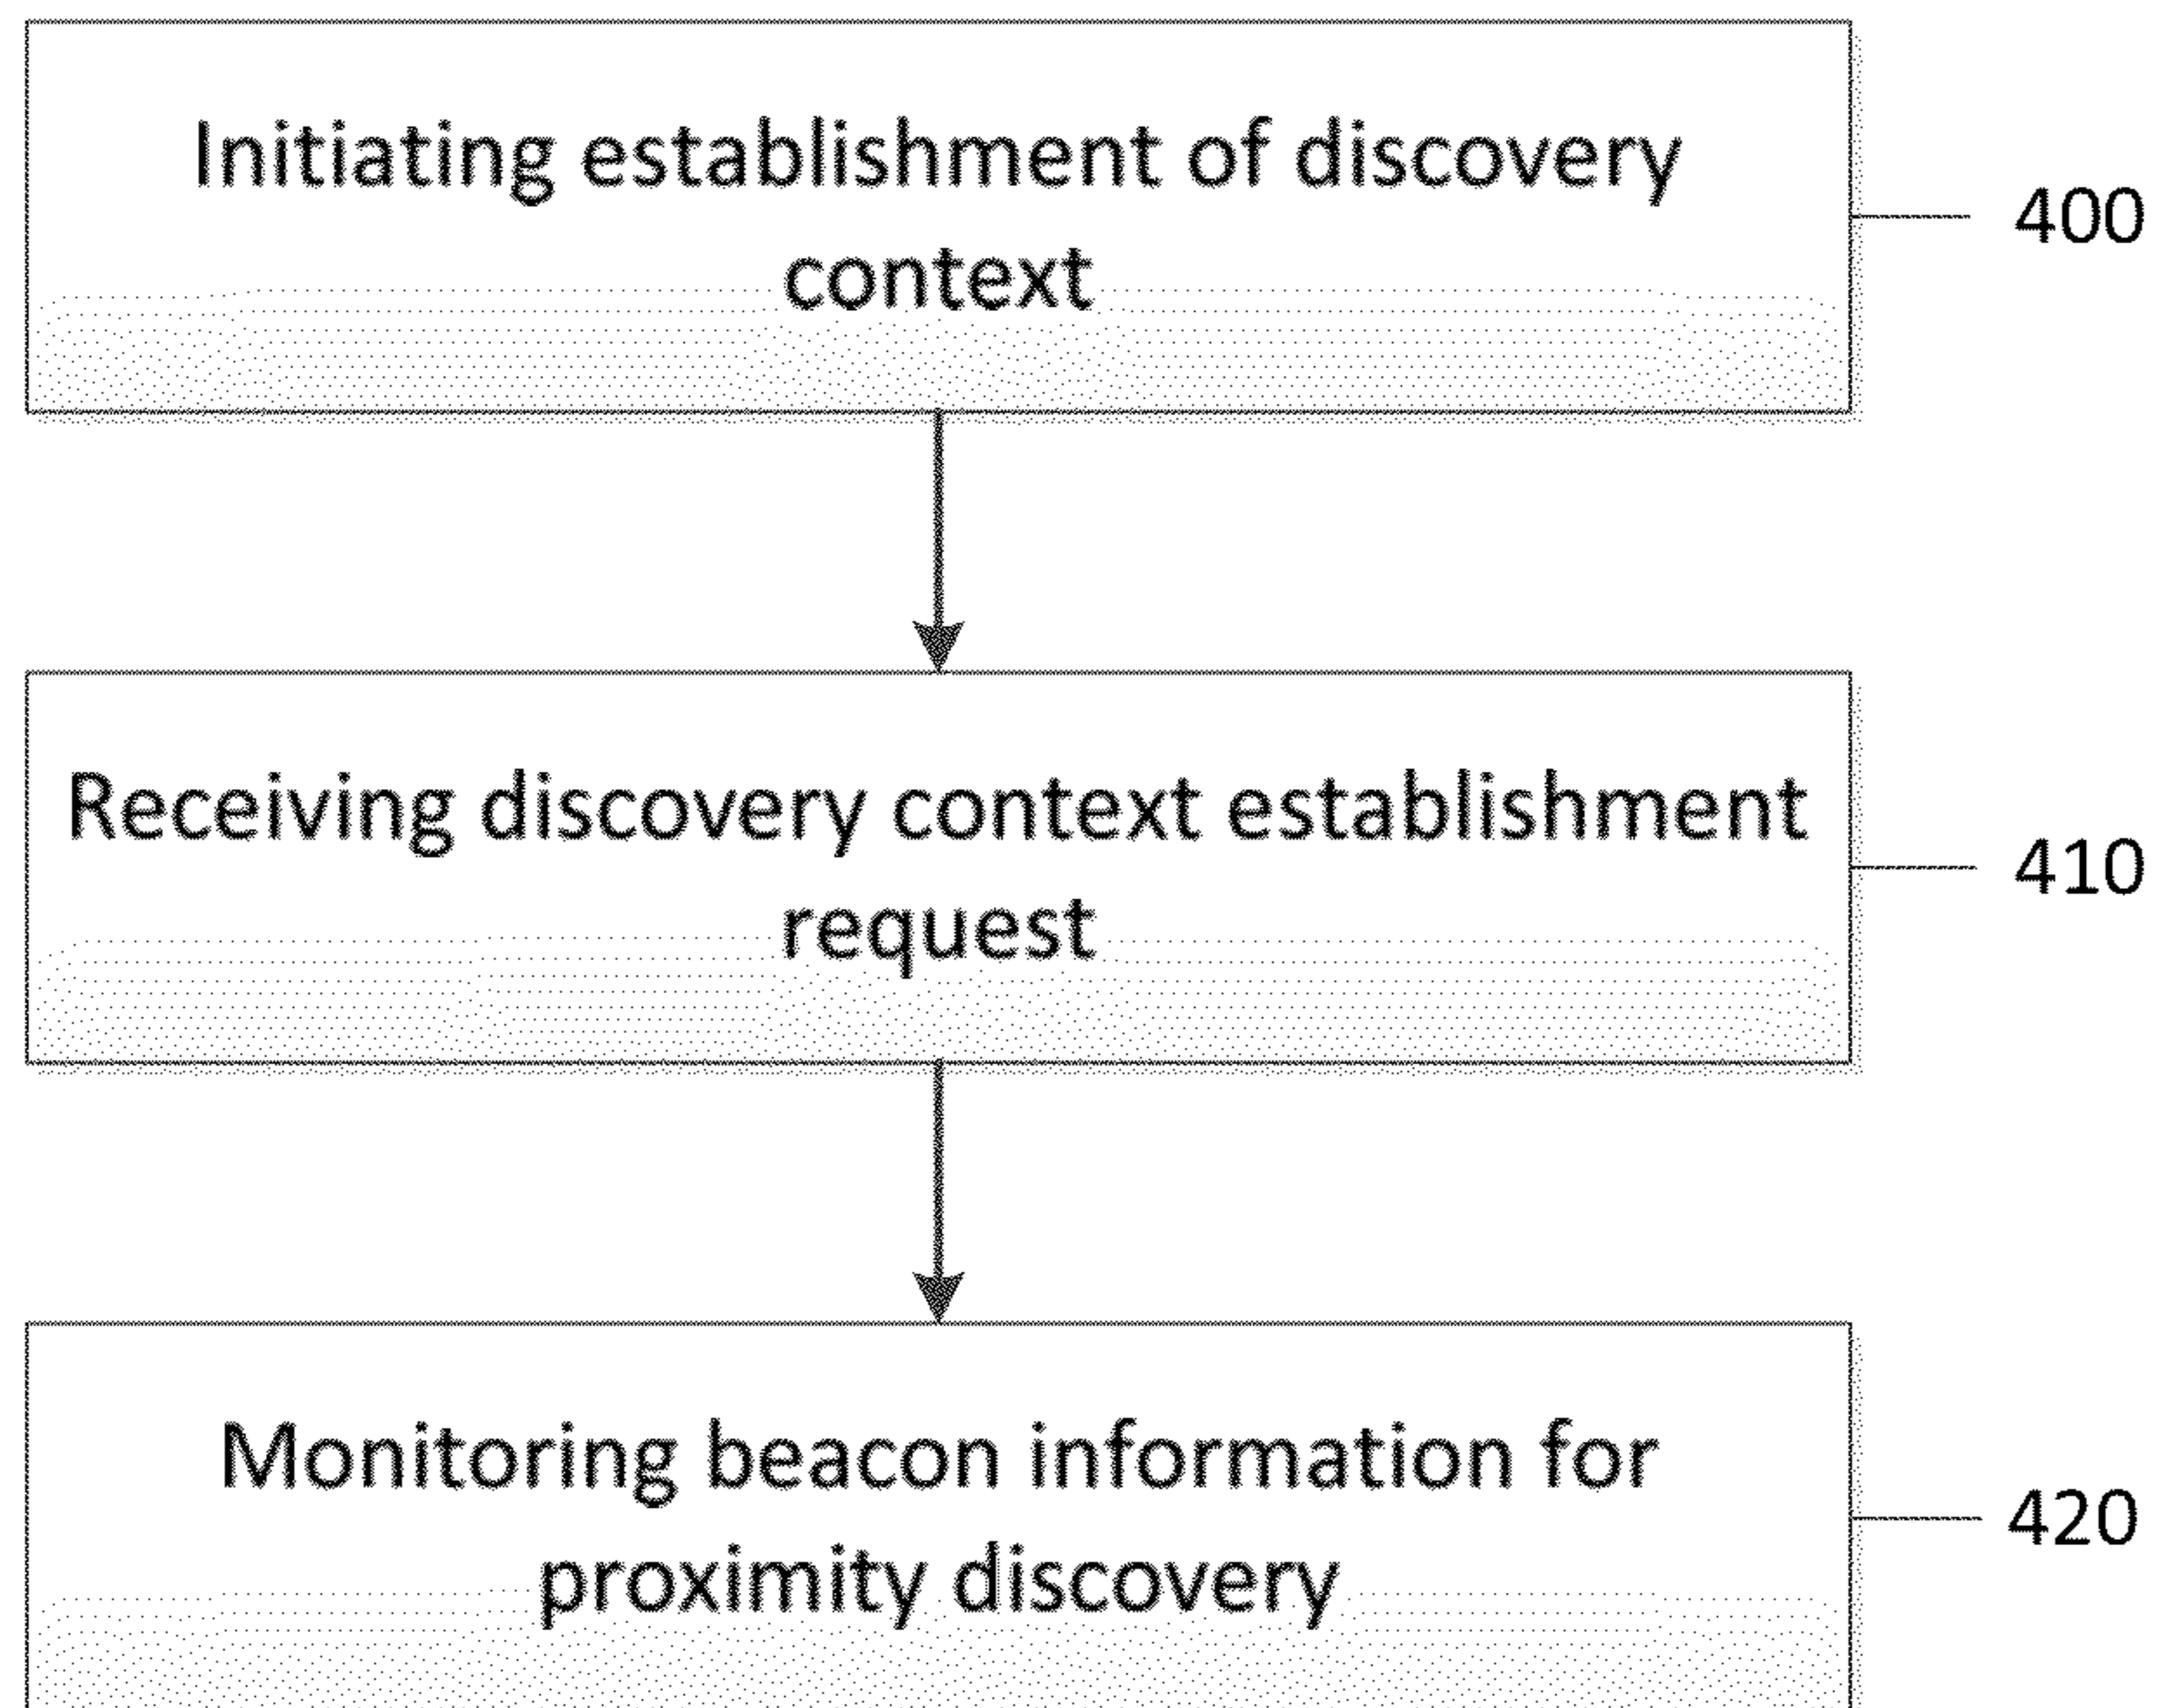 Initiating establishment of discovery
context
400
Receiving discovery context establishment
request
410
Monitoring beacon information for
proximity discovery
420